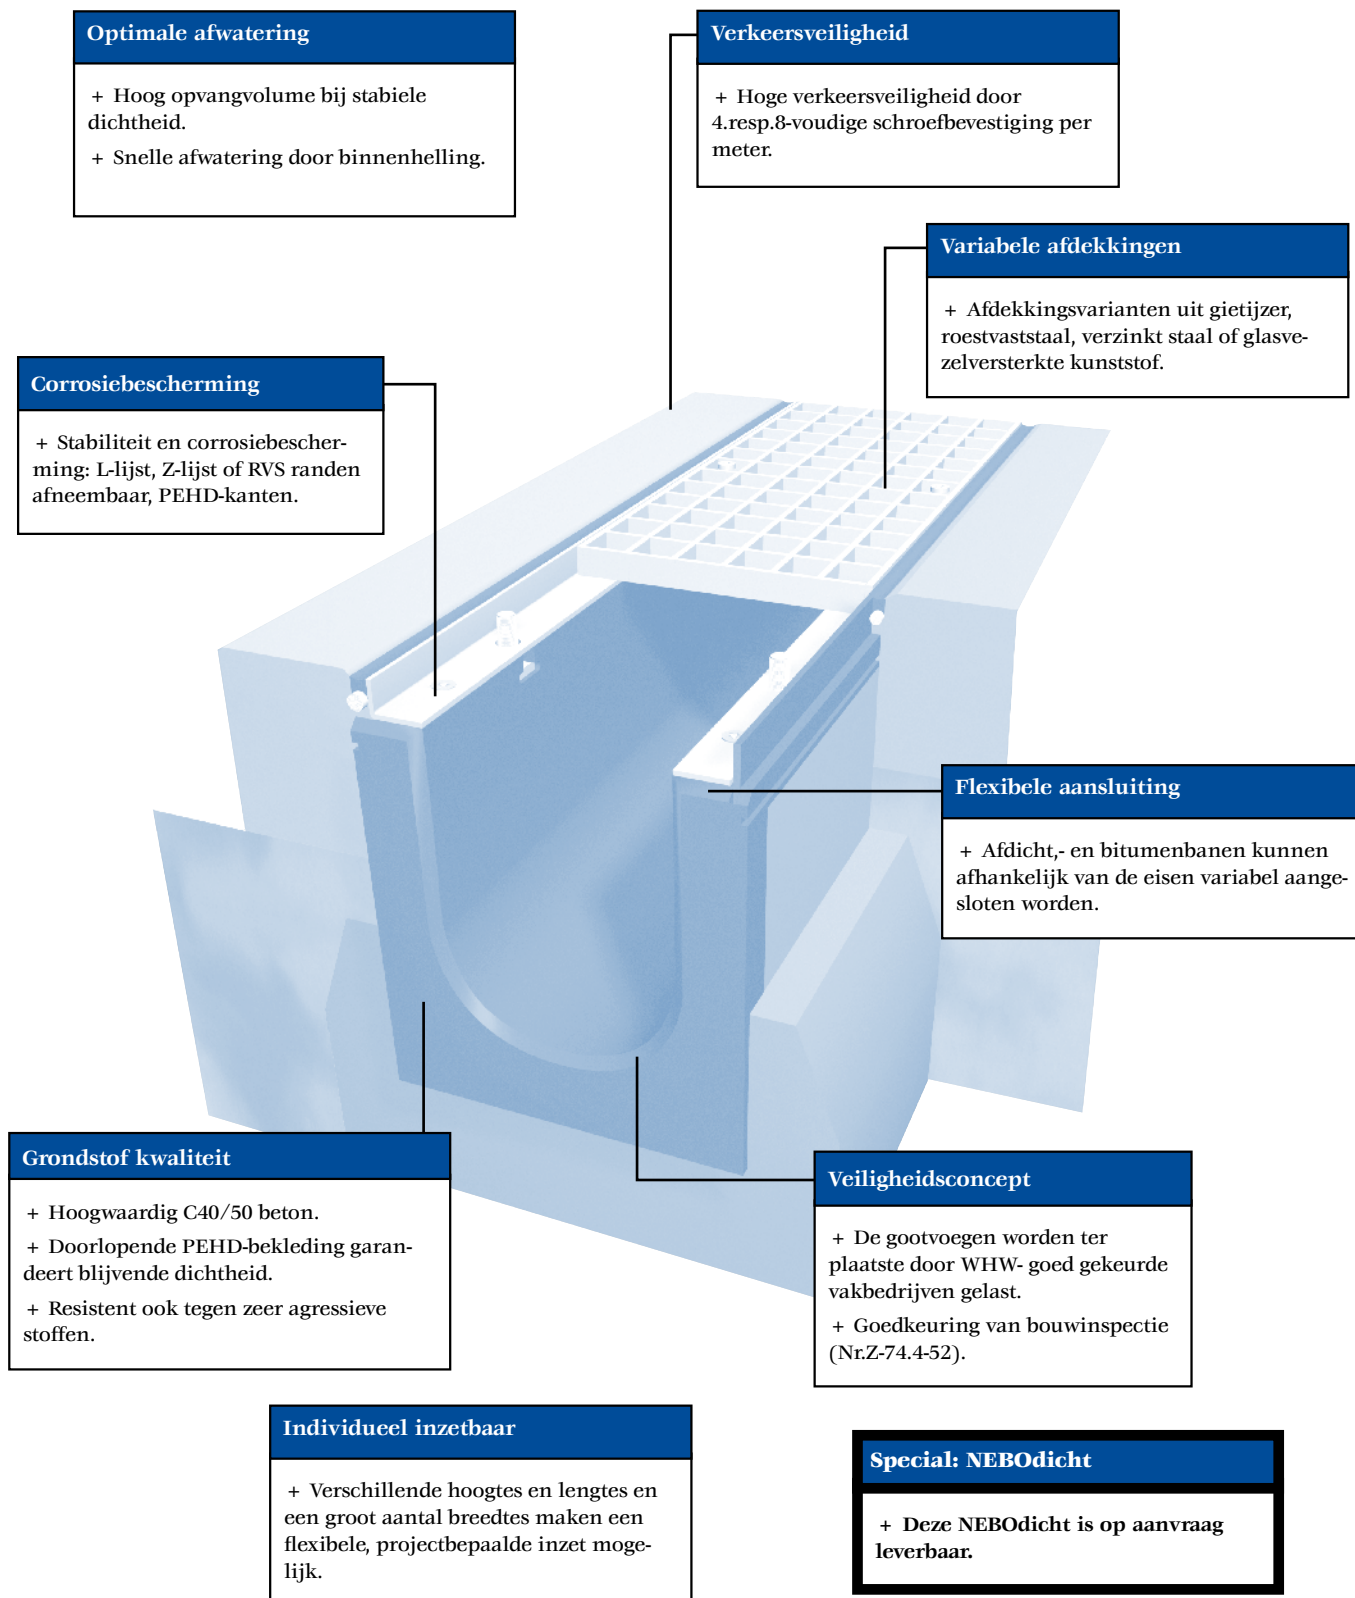 Optimale afwatering
+ Hoog opvangvolume bij stabiele
dichtheid.
+ Snelle afwatering door binnenhelling.
Verkeersveiligheid
+ Hoge verkeersveiligheid door
4.resp.8-voudige schroefbevestiging per
meter.
Variabele afdekkingen
+ Afdekkingsvarianten uit gietijzer,
roestvaststaal, verzinkt staal of glasve-
zelversterkte kunststof.
Corrosiebescherming
+ Stabiliteit en corrosiebescher-
ming: L-lijst, Z-lijst of RVS randen
afneembaar, PEHD-kanten.
Flexibele aansluiting
+ Afdicht,- en bitumenbanen kunnen
afhankelijk van de eisen variabel aange-
sloten worden.
Grondstof kwaliteit
+ Hoogwaardig C40/50 beton.
+ Doorlopende PEHD-bekleding garan-
deert blijvende dichtheid.
+ Resistent ook tegen zeer agressieve
stoffen.
Veiligheidsconcept
+ De gootvoegen worden ter
plaatste door WHW- goed gekeurde
vakbedrijven gelast.
+ Goedkeuring van bouwinspectie
(Nr.Z-74.4-52).
Individueel inzetbaar
+ Verschillende hoogtes en lengtes en
een groot aantal breedtes maken een
flexibele, projectbepaalde inzet moge-
lijk.
Special: NEBOdicht
+ Deze NEBOdicht is op aanvraag
leverbaar.